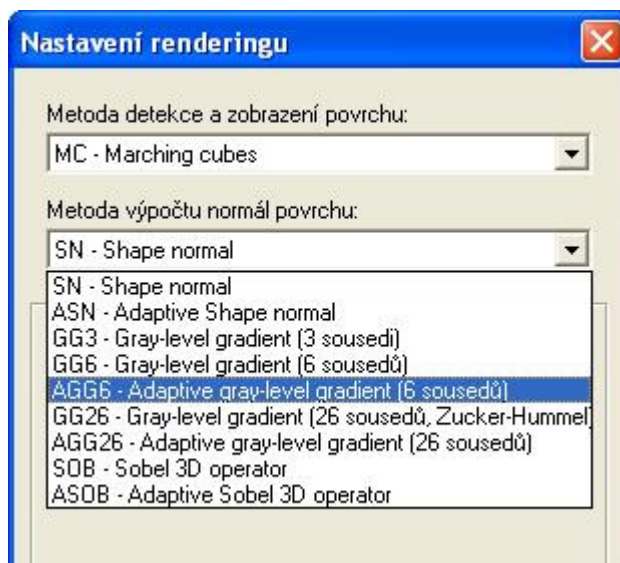 Nastavení renderingu
Metoda detekce a zobrazení povrchu:
MC - Marching cubes
Metoda výpočtu normál povrchu:
SN - Shape normal
SN - Shape normal
ASN - Adaptive Shape normal
GG3 - Gray-level gradient (3 sousedi)
GG6 - Gray-level gradient (6 sousedů)
AGG6 - Adaptive gray-level gradient (6 sousedů)
GG26 - Gray-level gradient (26 sousedů, Zucker-Hummel)
AGG26 - Adaptive gray-level gradient (26 sousedů)
SOB - Sobel 3D operator
ASOB - Adaptive Sobel 3D operator